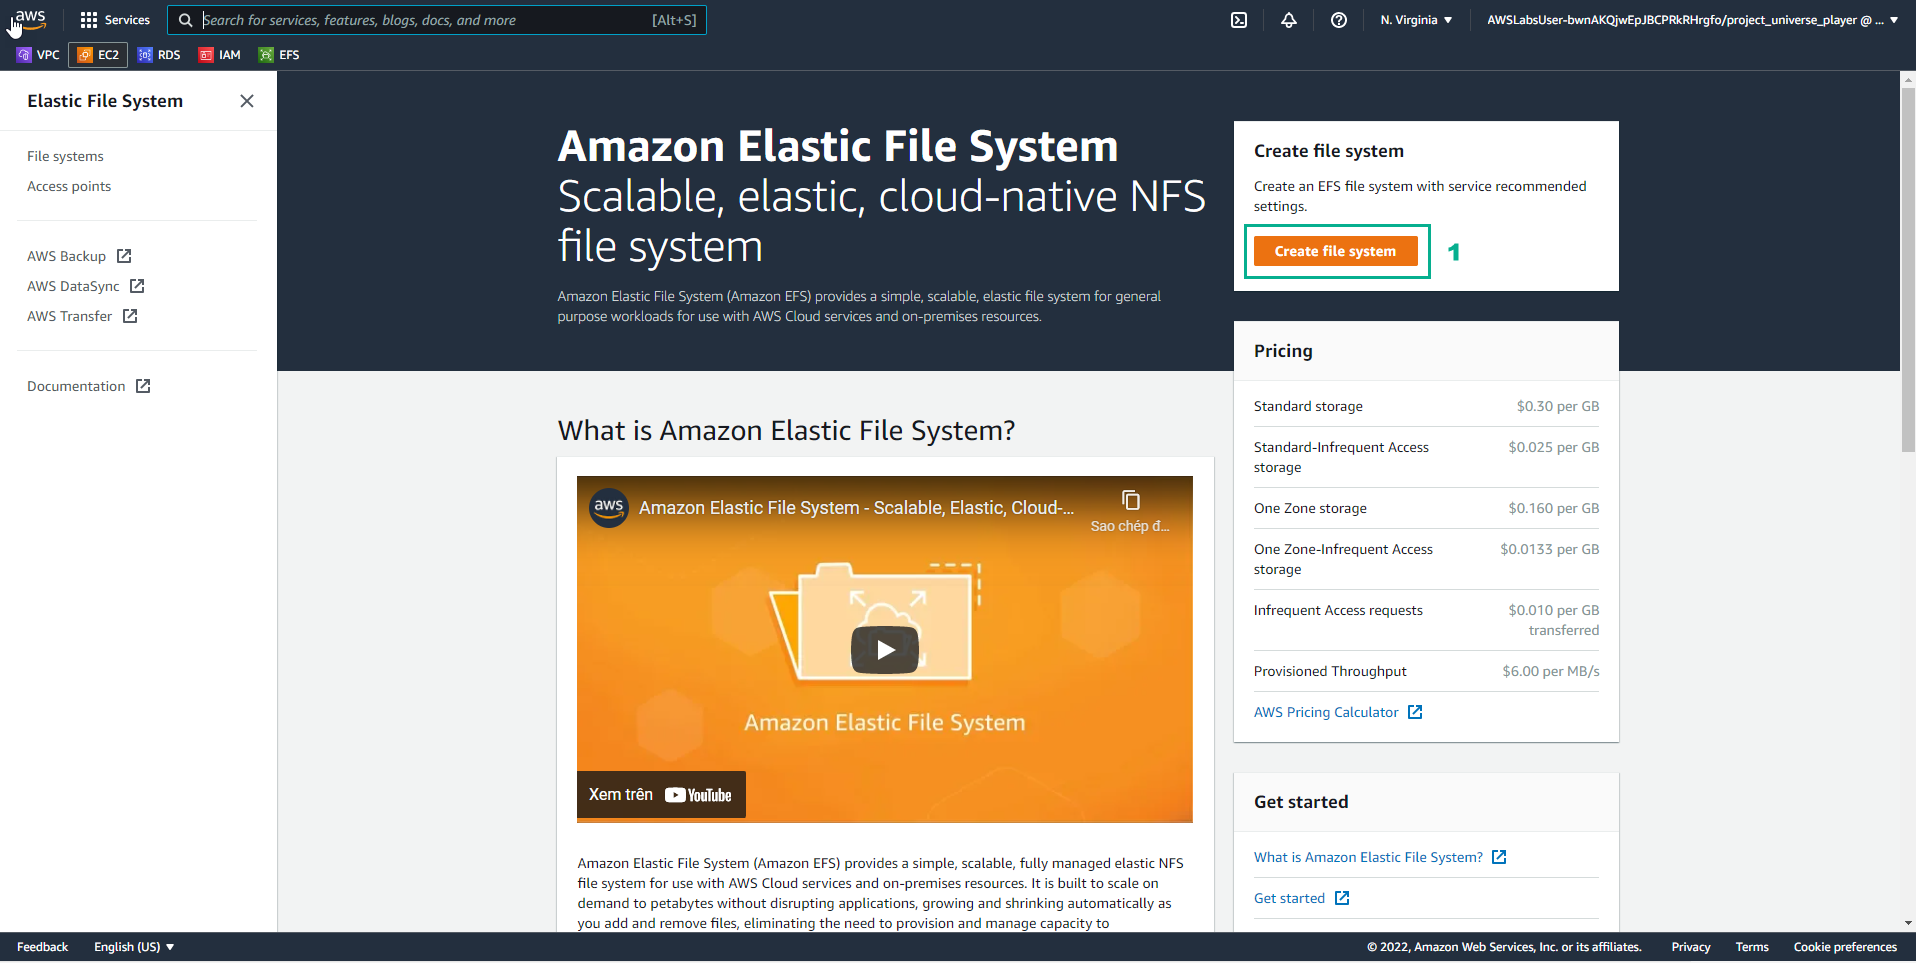 aws
Services
Search for services, features, blogs, docs, and more
[Alt+S]
N. Virginia
AWSLabsUser-bwnAKQjwEpJBCPRkRHrgfo/project_universe_player @ ...
VPC
EC2
RDS
IAM
EFS
Elastic File System
File systems
Access points
AWS Backup
AWS DataSync
AWS Transfer
Documentation
Amazon Elastic File System
Scalable, elastic, cloud-native NFS
file system
Amazon Elastic File System (Amazon EFS) provides a simple, scalable, elastic file system for general
purpose workloads for use with AWS Cloud services and on-premises resources.
Create file system
Create an EFS file system with service recommended
settings.
Create file system
1
Pricing
Standard storage
$0.30 per GB
Standard-Infrequent Access
storage
$0.025 per GB
One Zone storage
$0.160 per GB
One Zone-Infrequent Access
storage
$0.0133 per GB
Infrequent Access requests
$0.010 per GB
transferred
Provisioned Throughput
$6.00 per MB/s
AWS Pricing Calculator
Get started
What is Amazon Elastic File System?
Get started
What is Amazon Elastic File System?
aws
Amazon Elastic File System - Scalable, Elastic, Cloud-...
Sao chép đ...
Amazon Elastic File System
Xem trên YouTube
Amazon Elastic File System (Amazon EFS) provides a simple, scalable, fully managed elastic NFS
file system for use with AWS Cloud services and on-premises resources. It is built to scale on
demand to petabytes without disrupting applications, growing and shrinking automatically as
you add and remove files, eliminating the need to provision and manage capacity to
Feedback
English (US)
© 2022, Amazon Web Services, Inc. or its affiliates.
Privacy
Terms
Cookie preferences